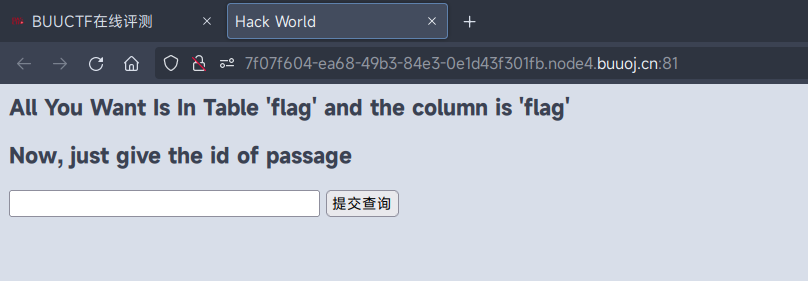 BUUCTF在线评测
Hack World
7f07f604-ea68-49b3-84e3-0e1d43f301fb.node4.buuoj.cn:81
All You Want Is In Table 'flag' and the column is 'flag'
Now, just give the id of passage
提交查询